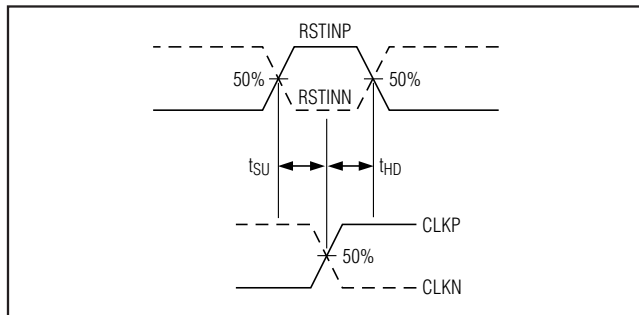 RSTINP
50%
RSTINN
50%
tSU
tHD
CLKP
50%
CLKN